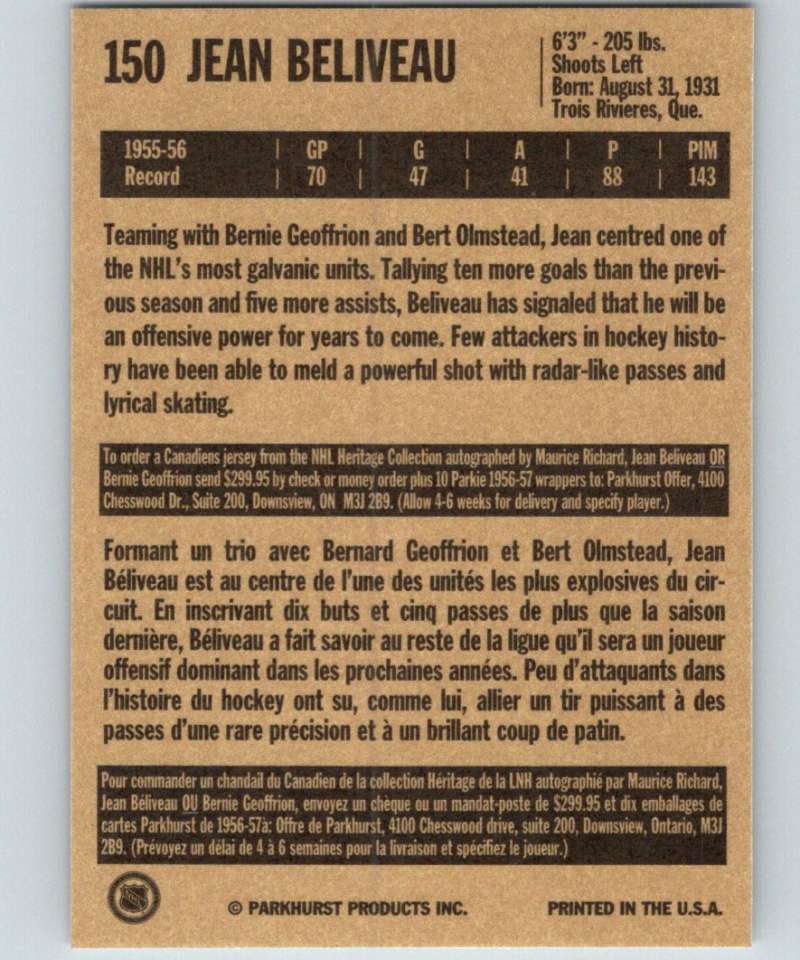 150 JEAN BELIVEAU
6'3" - 205 lbs.
Shoots Left
Born: August 31, 1931
Trois Rivieres, Que.
1955-56 | GP | G | A | P | PIM
Record | 70 | 47 | 41 | 88 | 143
Teaming with Bernie Geoffrion and Bert Olmstead, Jean centred one of
the NHL's most galvanic units. Tallying ten more goals than the previ-
ous season and five more assists, Beliveau has signaled that he will be
an offensive power for years to come. Few attackers in hockey histo-
ry have been able to meld a powerful shot with radar-like passes and
lyrical skating.
To order a Canadiens jersey from the NHL Heritage Collection autographed by Maurice Richard, Jean Beliveau OR
Bernie Geoffrion send $299.95 by check or money order plus 10 Parkie 1956-57 wrappers to: Parkhurst Offer, 4100
Chesswood Dr., Suite 200, Downsview, ON M3J 2B9. (Allow 4-6 weeks for delivery and specify player.)
Formant un trio avec Bernard Geoffrion et Bert Olmstead, Jean
Béliveau est au centre de l'une des unités les plus explosives du cir-
cuit. En inscrivant dix buts et cinq passes de plus que la saison
dernière, Béliveau a fait savoir au reste de la ligue qu'il sera un joueur
offensif dominant dans les prochaines années. Peu d'attaquants dans
l'histoire du hockey ont su, comme lui, allier un tir puissant à des
passes d'une rare précision et à un brillant coup de patin.
Pour commander un chandail du Canadien de la collection Héritage de la LNH autographié par Maurice Richard,
Jean Béliveau OU Bernie Geoffrion, envoyez un chèque ou un mandat-poste de $299.95 et dix emballages de
cartes Parkhurst de 1956-57à: Offre de Parkhurst, 4100 Chesswood drive, suite 200, Downsview, Ontario, M3J
2B9. (Prévoyez un délai de 4 à 6 semaines pour la livraison et spécifiez le joueur.)
NHL
© PARKHURST PRODUCTS INC.
PRINTED IN THE U.S.A.